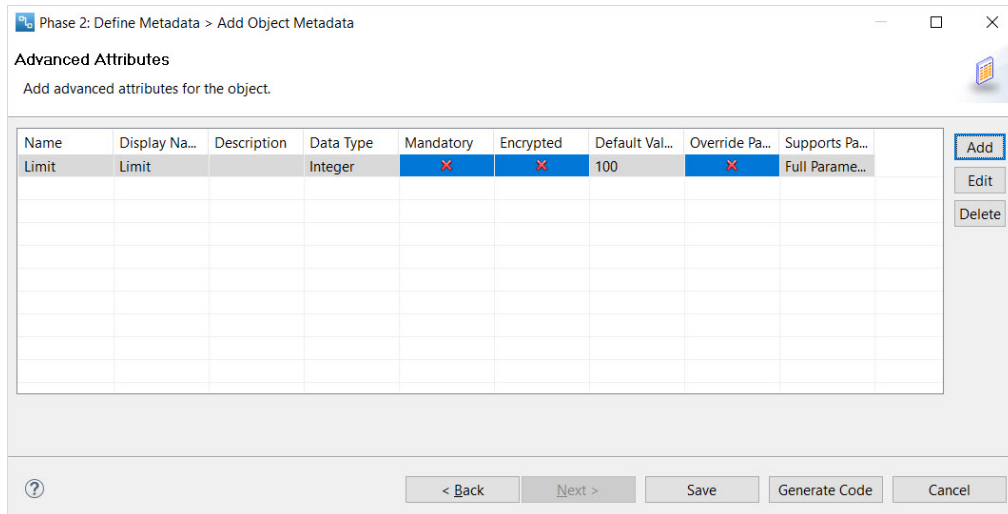 Phase 2: Define Metadata > Add Object Metadata
Advanced Attributes
Add advanced attributes for the object.
Name Display Na... Description Data Type Mandatory Encrypted Default Val... Override Pa... Supports Pa...
Limit Limit Integer 100 Full Parame...
Add
Edit
Delete
< Back Next > Save Generate Code Cancel